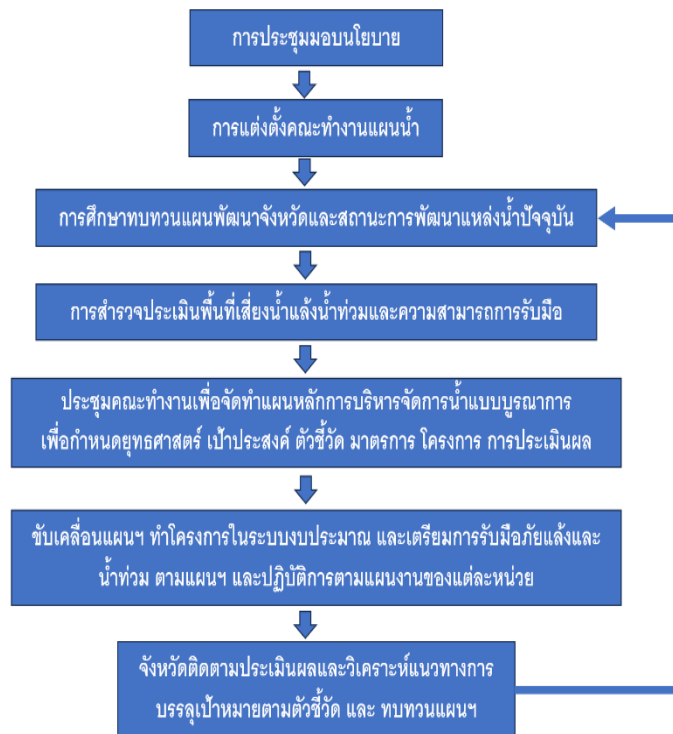 การประชุมมอบนโยบาย
การแต่งตั้งคณะทำงานแผนน้ำ
การศึกษาทบทวนแผนพัฒนาจังหวัดและสถานะการพัฒนาแหล่งน้ำปัจจุบัน
การสำรวจประเมินพื้นที่เสี่ยงน้ำแล้งน้ำท่วมและความสามารถการรับมือ
ประชุมคณะทำงานเพื่อจัดทำแผนหลักการบริหารจัดการน้ำแบบบูรณาการ
เพื่อกำหนดยุทธศาสตร์ เป้าประสงค์ ตัวชี้วัด มาตรการ โครงการ การประเมินผล
ขับเคลื่อนแผนฯ ทำโครงการในระบบงบประมาณ และเตรียมการรับมือภัยแล้งและ
น้ำท่วม ตามแผนฯ และปฏิบัติการตามแผนงานของแต่ละหน่วย
จังหวัดติดตามประเมินผลและวิเคราะห์แนวทางการ
บรรลุเป้าหมายตามตัวชี้วัด และ ทบทวนแผนฯ